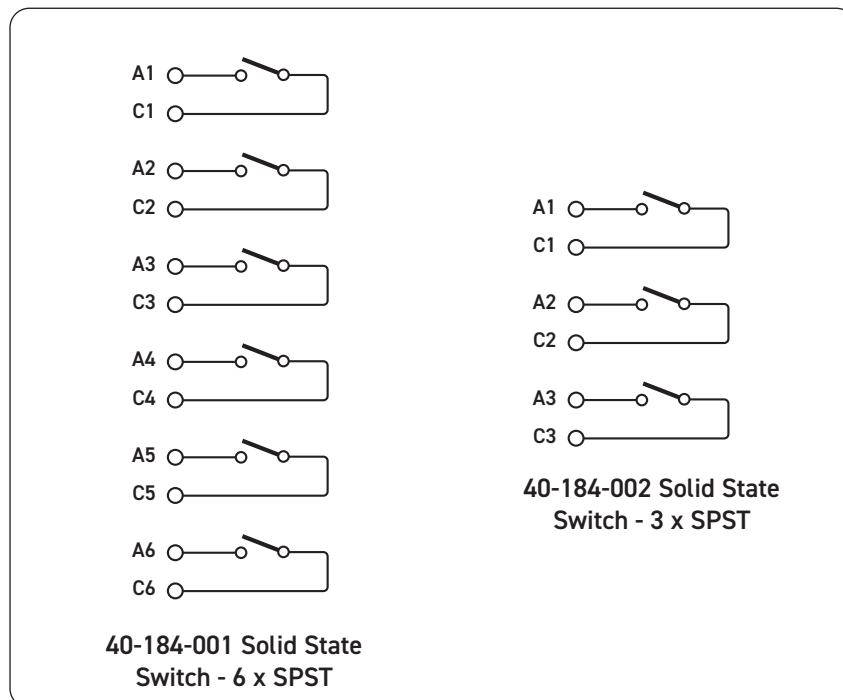 A1
C1
A2
C2
A3
C3
A4
C4
A5
C5
A6
C6
40-184-001 Solid State
Switch - 6 x SPST
A1
C1
A2
C2
A3
C3
40-184-002 Solid State
Switch - 3 x SPST